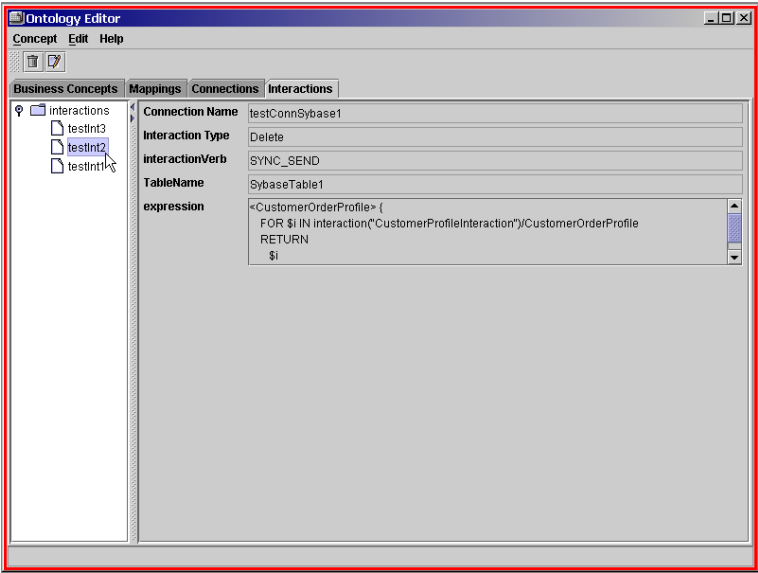 Ontology Editor
Concept Edit Help
Business Concepts Mappings Connections Interactions
interactions
testInt3
testInt2
testInt1
Connection Name testConnSybase1
Interaction Type Delete
interactionVerb SYNC_SEND
TableName SybaseTable1
expression <CustomerOrderProfile> {
FOR $i IN interaction("CustomerProfileInteraction")/CustomerOrderProfile
RETURN
$i